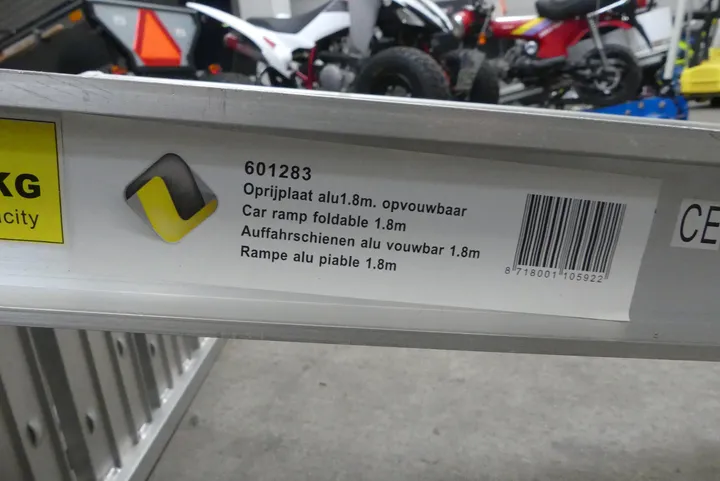 KG
601283
Oprijplaat alu1.8m. opvouwbaar
Car ramp foldable 1.8m
Auffahrschienen alu vouwbar 1.8m
Rampe alu piable 1.8m
8 718001 105922
CE